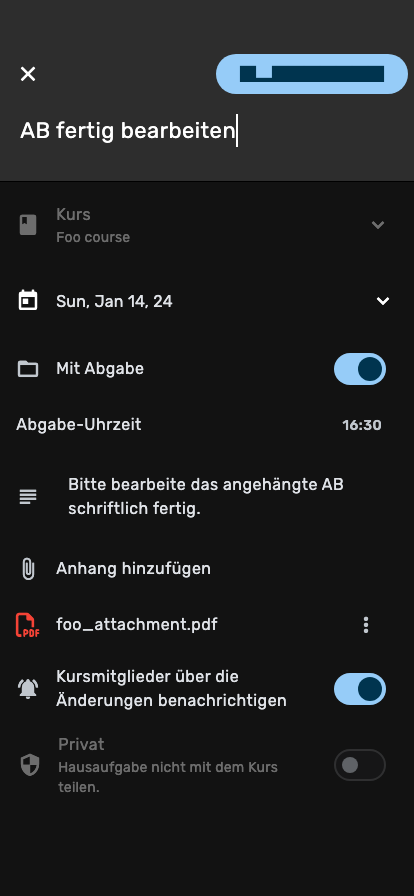 AB fertig bearbeiten
Kurs
Foo course
Sun, Jan 14, 24
Mit Abgabe
Abgabe-Uhrzeit 16:30
Bitte bearbeite das angehängte AB
schriftlich fertig.
Anhang hinzufügen
PDF foo_attachment.pdf
Kursmitglieder über die
Änderungen benachrichtigen
Privat
Hausaufgabe nicht mit dem Kurs
teilen.